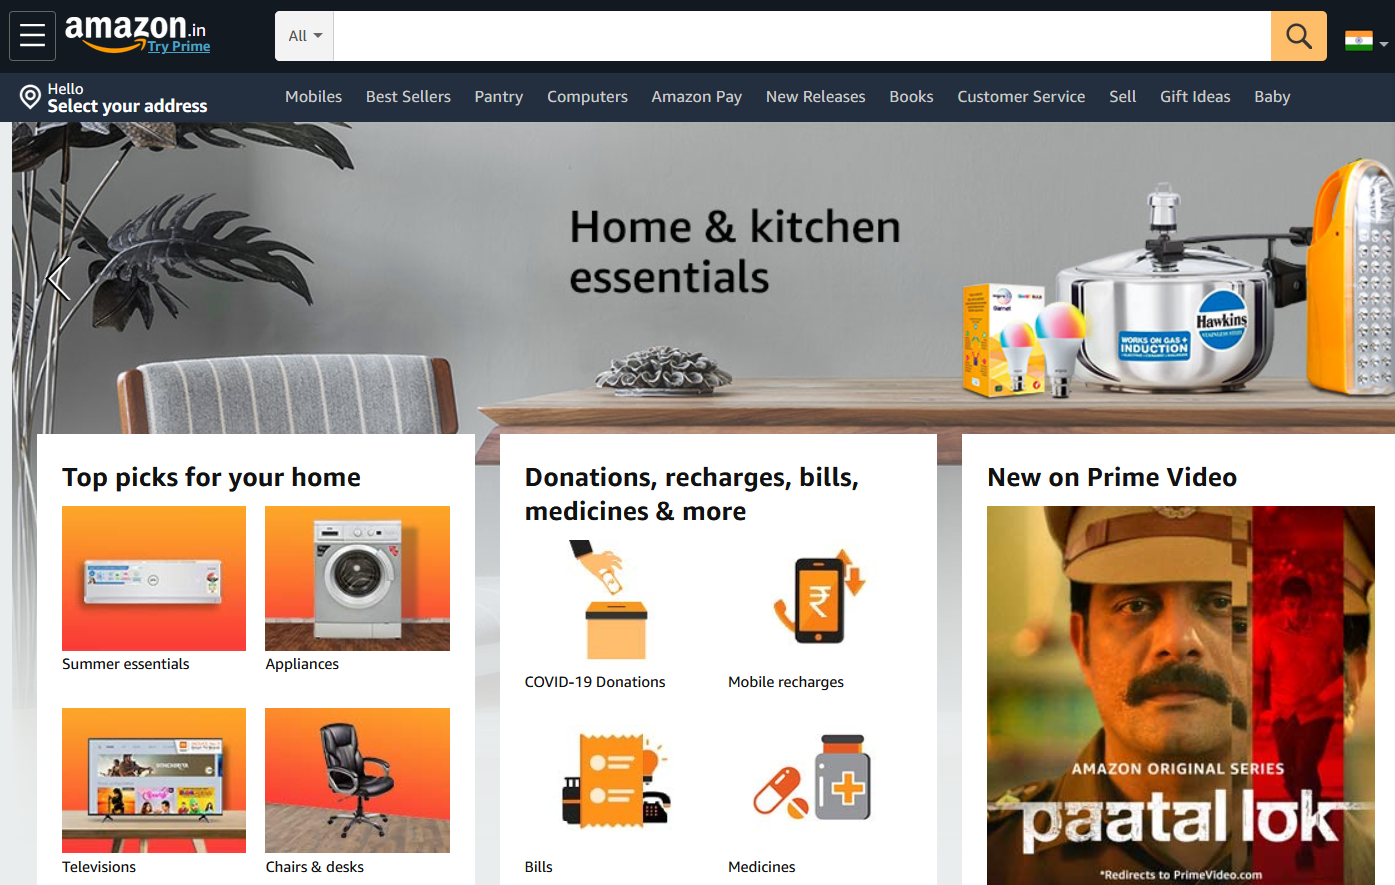 amazon.in
Try Prime
All
Hello
Select your address
Mobiles
Best Sellers
Pantry
Computers
Amazon Pay
New Releases
Books
Customer Service
Sell
Gift Ideas
Baby
Home & kitchen
essentials
Hawkins
STAINLESS STEEL
WORKS ON GAS +
INDUCTION
Top picks for your home
Summer essentials
Appliances
Televisions
Chairs & desks
Donations, recharges, bills,
medicines & more
COVID-19 Donations
Mobile recharges
Bills
Medicines
New on Prime Video
AMAZON ORIGINAL SERIES
paatal lok
*Redirects to PrimeVideo.com